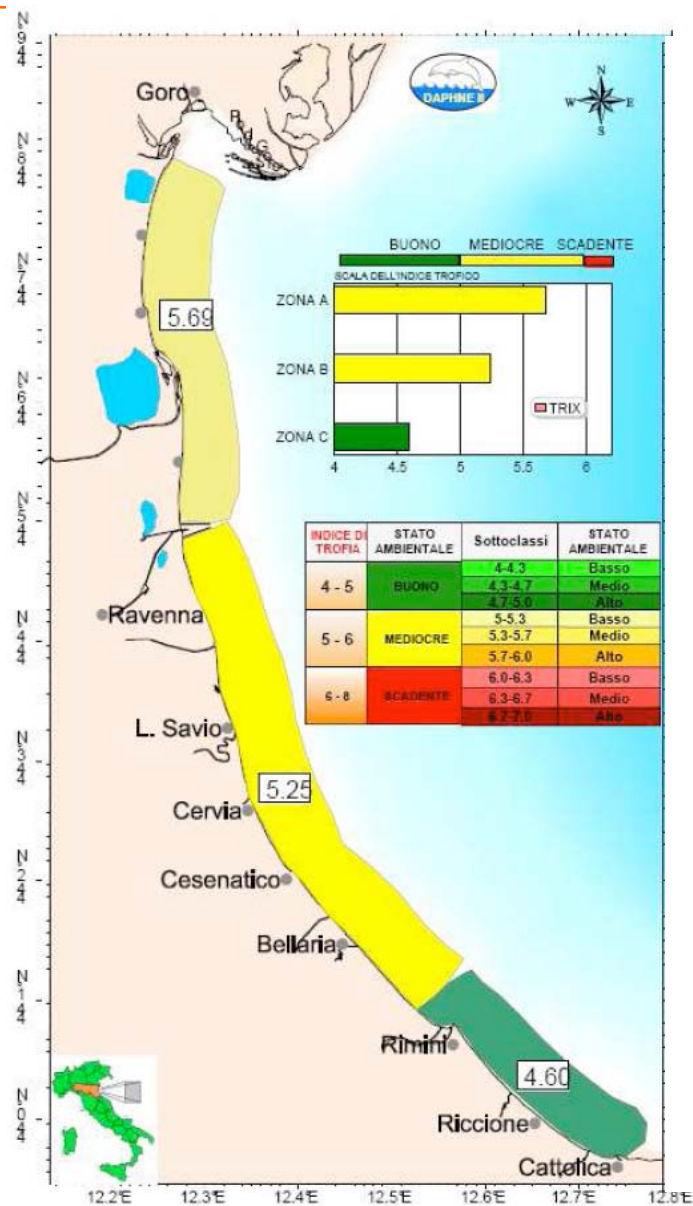 Goro
DAPHNE II
N
W E
S
BUONO MEDIOCRE SCADENTE
SCALA DELL'INDICE TROFICO
ZONA A
ZONA B
ZONA C
TRIX
4 4.5 5 5.5 6
5.69
INDICE DI TROFIA STATO AMBIENTALE Sottoclassi STATO AMBIENTALE
4 - 5 BUONO 4-4.3 Basso
4.3-4.7 Medio
4.7-5.0 Alto
5 - 6 MEDIOCRE 5-5.3 Basso
5.3-5.7 Medio
5.7-6.0 Alto
6 - 8 SCADENTE 6.0-6.3 Basso
6.3-6.7 Medio
6.7-7.0 Alto
Ravenna
L. Savio
5.25
Cervia
Cesenatico
Bellaria
Rimini
4.60
Riccione
Cattolica
12.2°E 12.3°E 12.4°E 12.5°E 12.6°E 12.7°E 12.8°E